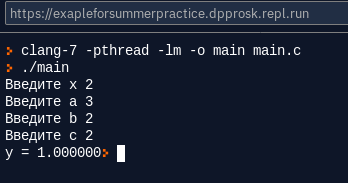 https://exapleforsummerpractice.dpprosk.repl.run
> clang-7 -pthread -lm -o main main.c
> ./main
Введите x 2
Введите a 3
Введите b 2
Введите c 2
y = 1.000000>